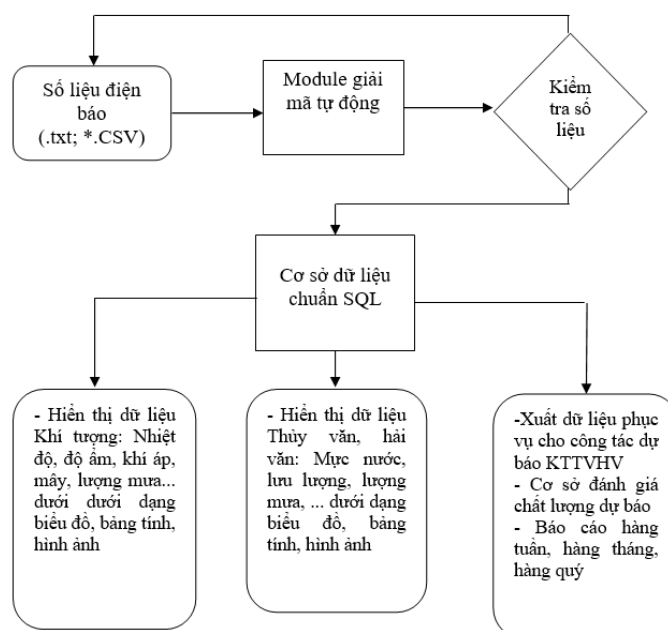 Số liệu điện
báo
(.txt; *.CSV)
Module giải
mã tự động
Kiểm
tra số
liệu
Cơ sở dữ liệu
chuẩn SQL
- Hiển thị dữ liệu
Khí tượng: Nhiệt
độ, độ ẩm, khí áp,
mây, lượng mưa...
dưới dưới dạng
biểu đồ, bảng tính,
hình ảnh
- Hiển thị dữ liệu
Thủy văn, hải
văn: Mực nước,
lưu lượng, lượng
mưa, ... dưới dạng
biểu đồ, bảng
tính, hình ảnh
-Xuất dữ liệu phục
vụ cho công tác dự
báo KTTVHV
- Cơ sở đánh giá
chất lượng dự báo
- Báo cáo hàng
tuần, hàng tháng,
hàng quý